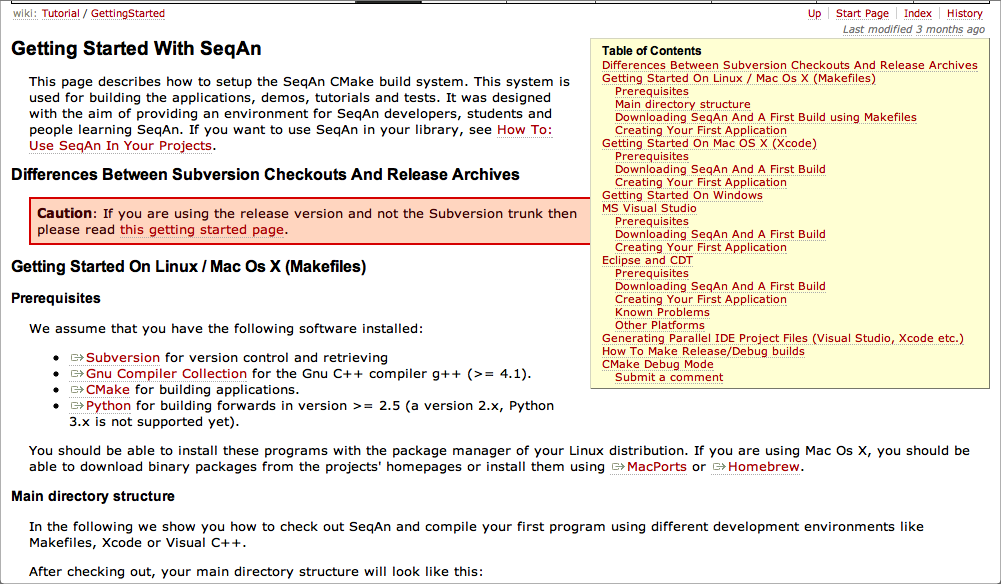 wiki: Tutorial / GettingStarted
Up | Start Page | Index | History
Last modified 3 months ago
Getting Started With SeqAn
This page describes how to setup the SeqAn CMake build system. This system is
used for building the applications, demos, tutorials and tests. It was designed
with the aim of providing an environment for SeqAn developers, students and
people learning SeqAn. If you want to use SeqAn in your library, see How To:
Use SeqAn In Your Projects.
Differences Between Subversion Checkouts And Release Archives
Caution: If you are using the release version and not the Subversion trunk then
please read this getting started page.
Table of Contents
Differences Between Subversion Checkouts And Release Archives
Getting Started On Linux / Mac Os X (Makefiles)
Prerequisites
Main directory structure
Downloading SeqAn And A First Build using Makefiles
Creating Your First Application
Getting Started On Mac OS X (Xcode)
Prerequisites
Downloading SeqAn And A First Build
Creating Your First Application
Getting Started On Windows
MS Visual Studio
Prerequisites
Downloading SeqAn And A First Build
Creating Your First Application
Eclipse and CDT
Prerequisites
Downloading SeqAn And A First Build
Creating Your First Application
Known Problems
Other Platforms
Generating Parallel IDE Project Files (Visual Studio, Xcode etc.)
How To Make Release/Debug builds
CMake Debug Mode
Submit a comment
Getting Started On Linux / Mac Os X (Makefiles)
Prerequisites
We assume that you have the following software installed:
• Subversion for version control and retrieving
• Gnu Compiler Collection for the Gnu C++ compiler g++ (>= 4.1).
• CMake for building applications.
• Python for building forwards in version >= 2.5 (a version 2.x, Python
3.x is not supported yet).
You should be able to install these programs with the package manager of your Linux distribution. If you are using Mac Os X, you should be
able to download binary packages from the projects' homepages or install them using MacPorts or Homebrew.
Main directory structure
In the following we show you how to check out SeqAn and compile your first program using different development environments like
Makefiles, Xcode or Visual C++.
After checking out, your main directory structure will look like this: